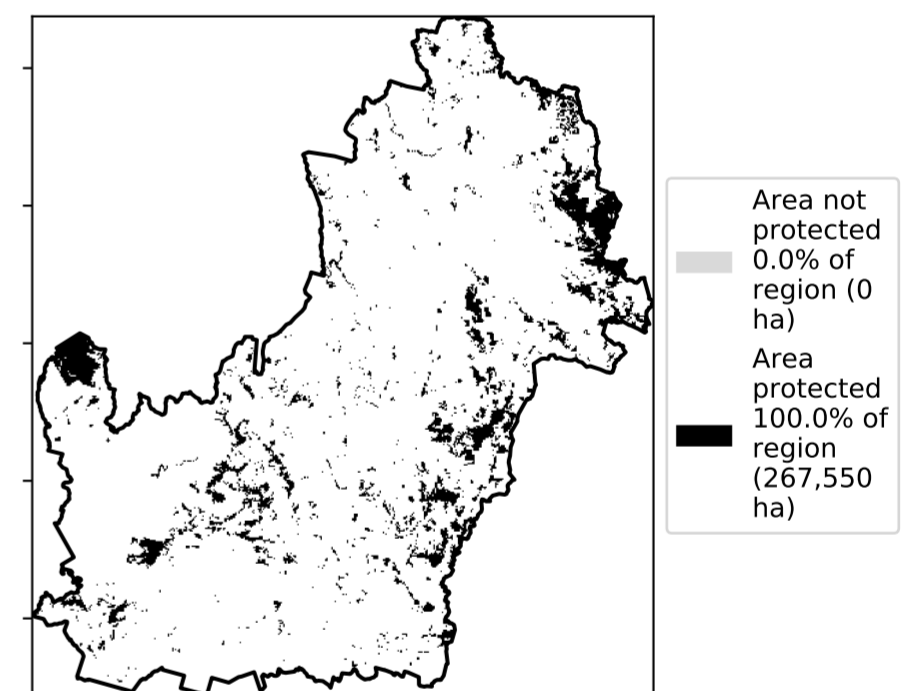 Area not
protected
0.0% of
region (0
ha)
Area
protected
100.0% of
region
(267,550
ha)